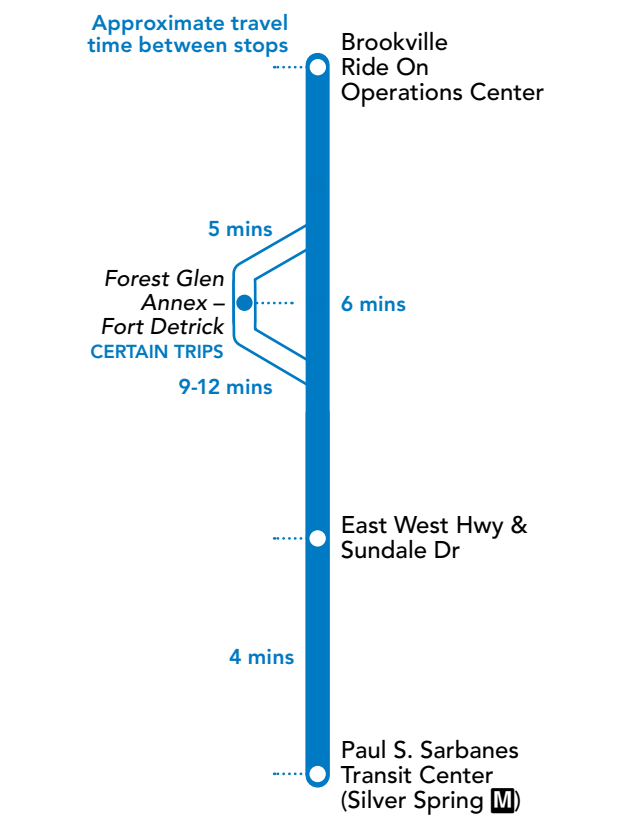 Approximate travel
time between stops
Brookville
Ride On
Operations Center
5 mins
Forest Glen
Annex –
Fort Detrick
CERTAIN TRIPS
6 mins
9-12 mins
East West Hwy &
Sundale Dr
4 mins
Paul S. Sarbanes
Transit Center
(Silver Spring M)